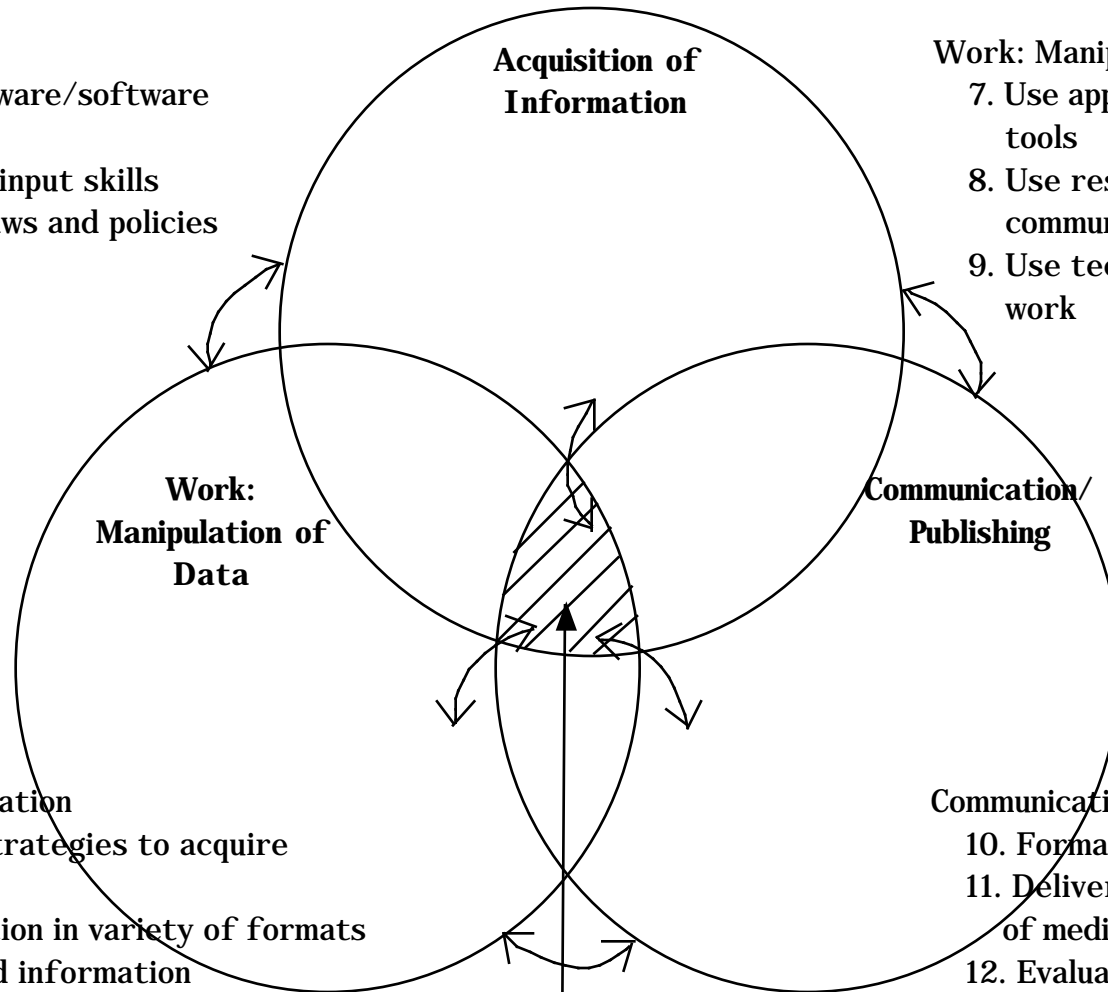 Acquisition of
Information
ware/software
input skills
ws and policies
Work: Manip
7. Use app
tools
8. Use res
commun
9. Use tec
work
Work:
Manipulation of
Data
Communication/
Publishing
ation
trategies to acquire
ion in variety of formats
d information
Communicati
10. Forma
11. Deliver
of medi
12. Evalua